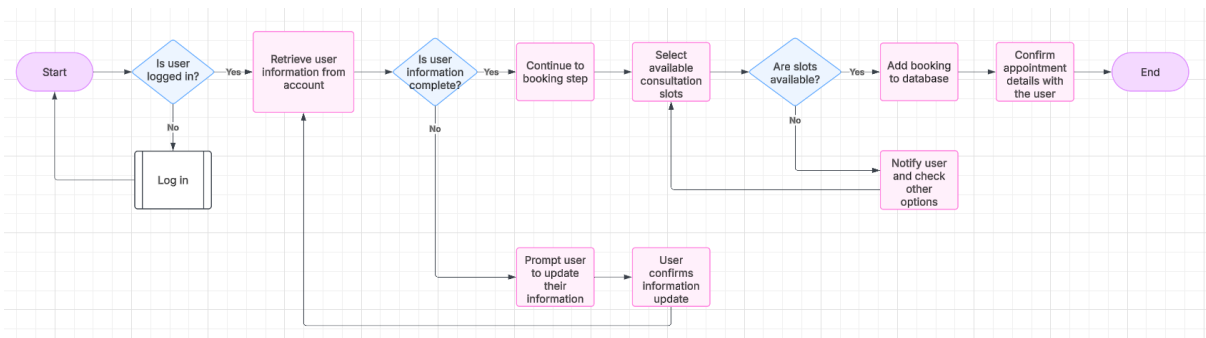 Start
Is user
logged in?
Yes
No
Log in
Retrieve user
information from
account
Is user
information
complete?
Yes
No
Continue to
booking step
Select
available
consultation
slots
Are slots
available?
Yes
No
Add booking
to database
Confirm
appointment
details with
the user
End
Notify user
and check
other
options
Prompt user
to update
their
information
User
confirms
information
update